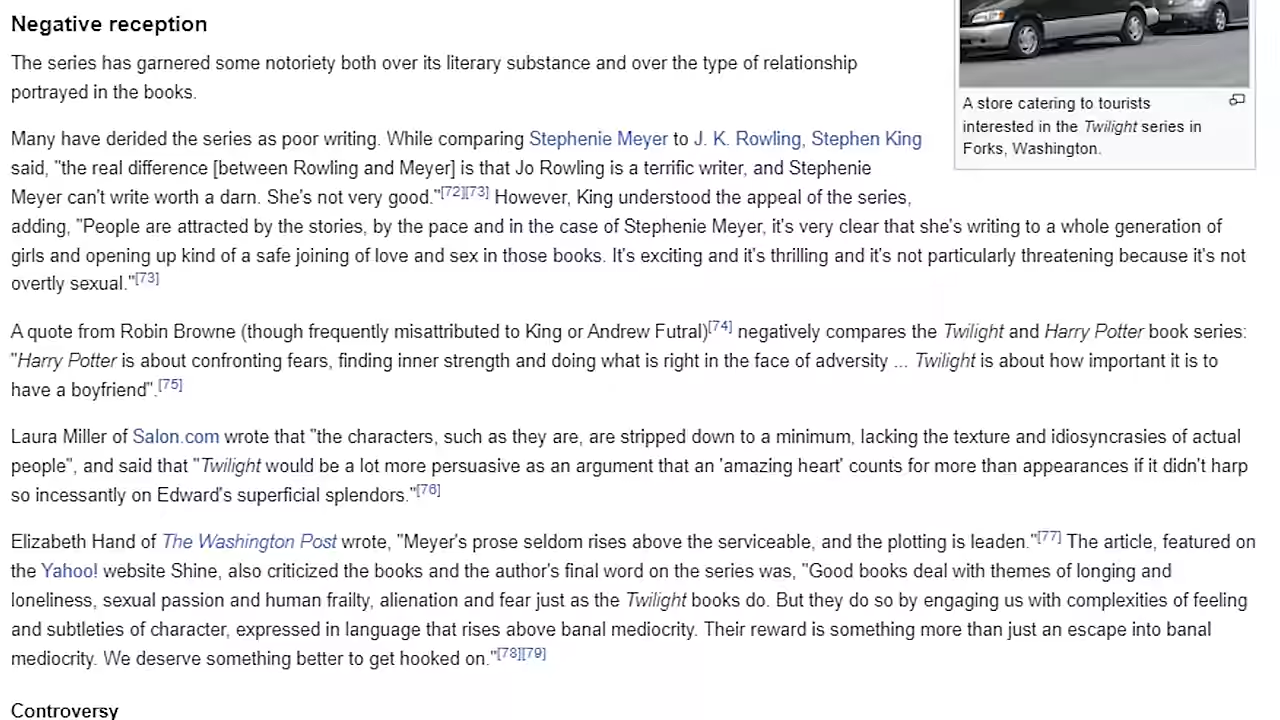 Negative reception
The series has garnered some notoriety both over its literary substance and over the type of relationship
portrayed in the books.
A store catering to tourists
interested in the Twilight series in
Forks, Washington.
Many have derided the series as poor writing. While comparing Stephenie Meyer to J. K. Rowling, Stephen King
said, "the real difference [between Rowling and Meyer] is that Jo Rowling is a terrific writer, and Stephenie
Meyer can't write worth a darn. She's not very good."[72][73] However, King understood the appeal of the series,
adding, "People are attracted by the stories, by the pace and in the case of Stephenie Meyer, it's very clear that she's writing to a whole generation of
girls and opening up kind of a safe joining of love and sex in those books. It's exciting and it's thrilling and it's not particularly threatening because it's not
overtly sexual."[73]
A quote from Robin Browne (though frequently misattributed to King or Andrew Futral)[74] negatively compares the Twilight and Harry Potter book series:
"Harry Potter is about confronting fears, finding inner strength and doing what is right in the face of adversity ... Twilight is about how important it is to
have a boyfriend".[75]
Laura Miller of Salon.com wrote that "the characters, such as they are, are stripped down to a minimum, lacking the texture and idiosyncrasies of actual
people", and said that "Twilight would be a lot more persuasive as an argument that an 'amazing heart' counts for more than appearances if it didn't harp
so incessantly on Edward's superficial splendors."[76]
Elizabeth Hand of The Washington Post wrote, "Meyer's prose seldom rises above the serviceable, and the plotting is leaden."[77] The article, featured on
the Yahoo! website Shine, also criticized the books and the author's final word on the series was, "Good books deal with themes of longing and
loneliness, sexual passion and human frailty, alienation and fear just as the Twilight books do. But they do so by engaging us with complexities of feeling
and subtleties of character, expressed in language that rises above banal mediocrity. Their reward is something more than just an escape into banal
mediocrity. We deserve something better to get hooked on."[78][79]
Controversy